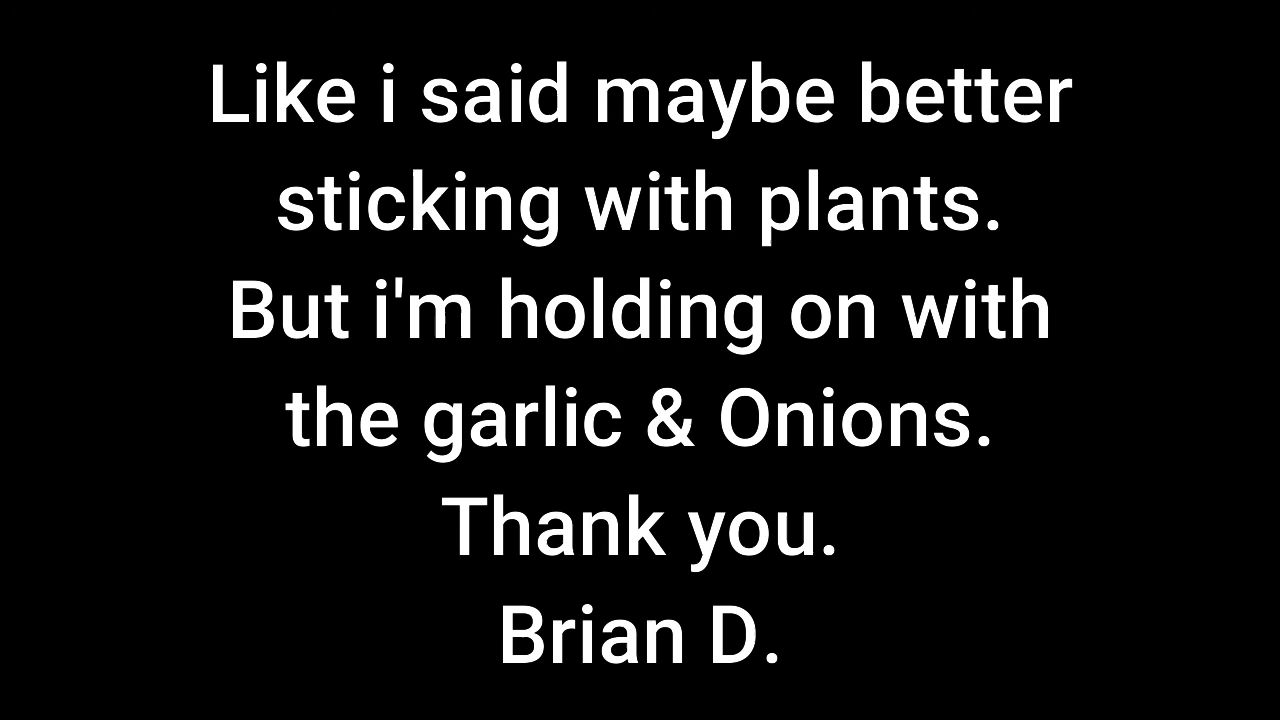 Like i said maybe better
sticking with plants.
But i'm holding on with
the garlic & Onions.
Thank you.
Brian D.